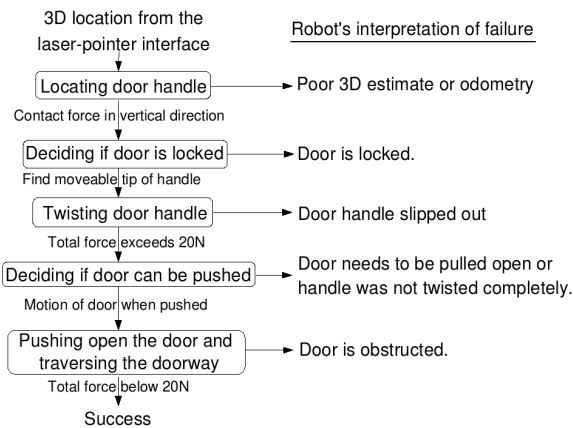 3D location from the
laser-pointer interface
Robot's interpretation of failure
Locating door handle
Poor 3D estimate or odometry
Contact force in vertical direction
Deciding if door is locked
Door is locked.
Find moveable tip of handle
Twisting door handle
Door handle slipped out
Total force exceeds 20N
Deciding if door can be pushed
Door needs to be pulled open or
handle was not twisted completely.
Motion of door when pushed
Pushing open the door and
traversing the doorway
Door is obstructed.
Total force below 20N
Success